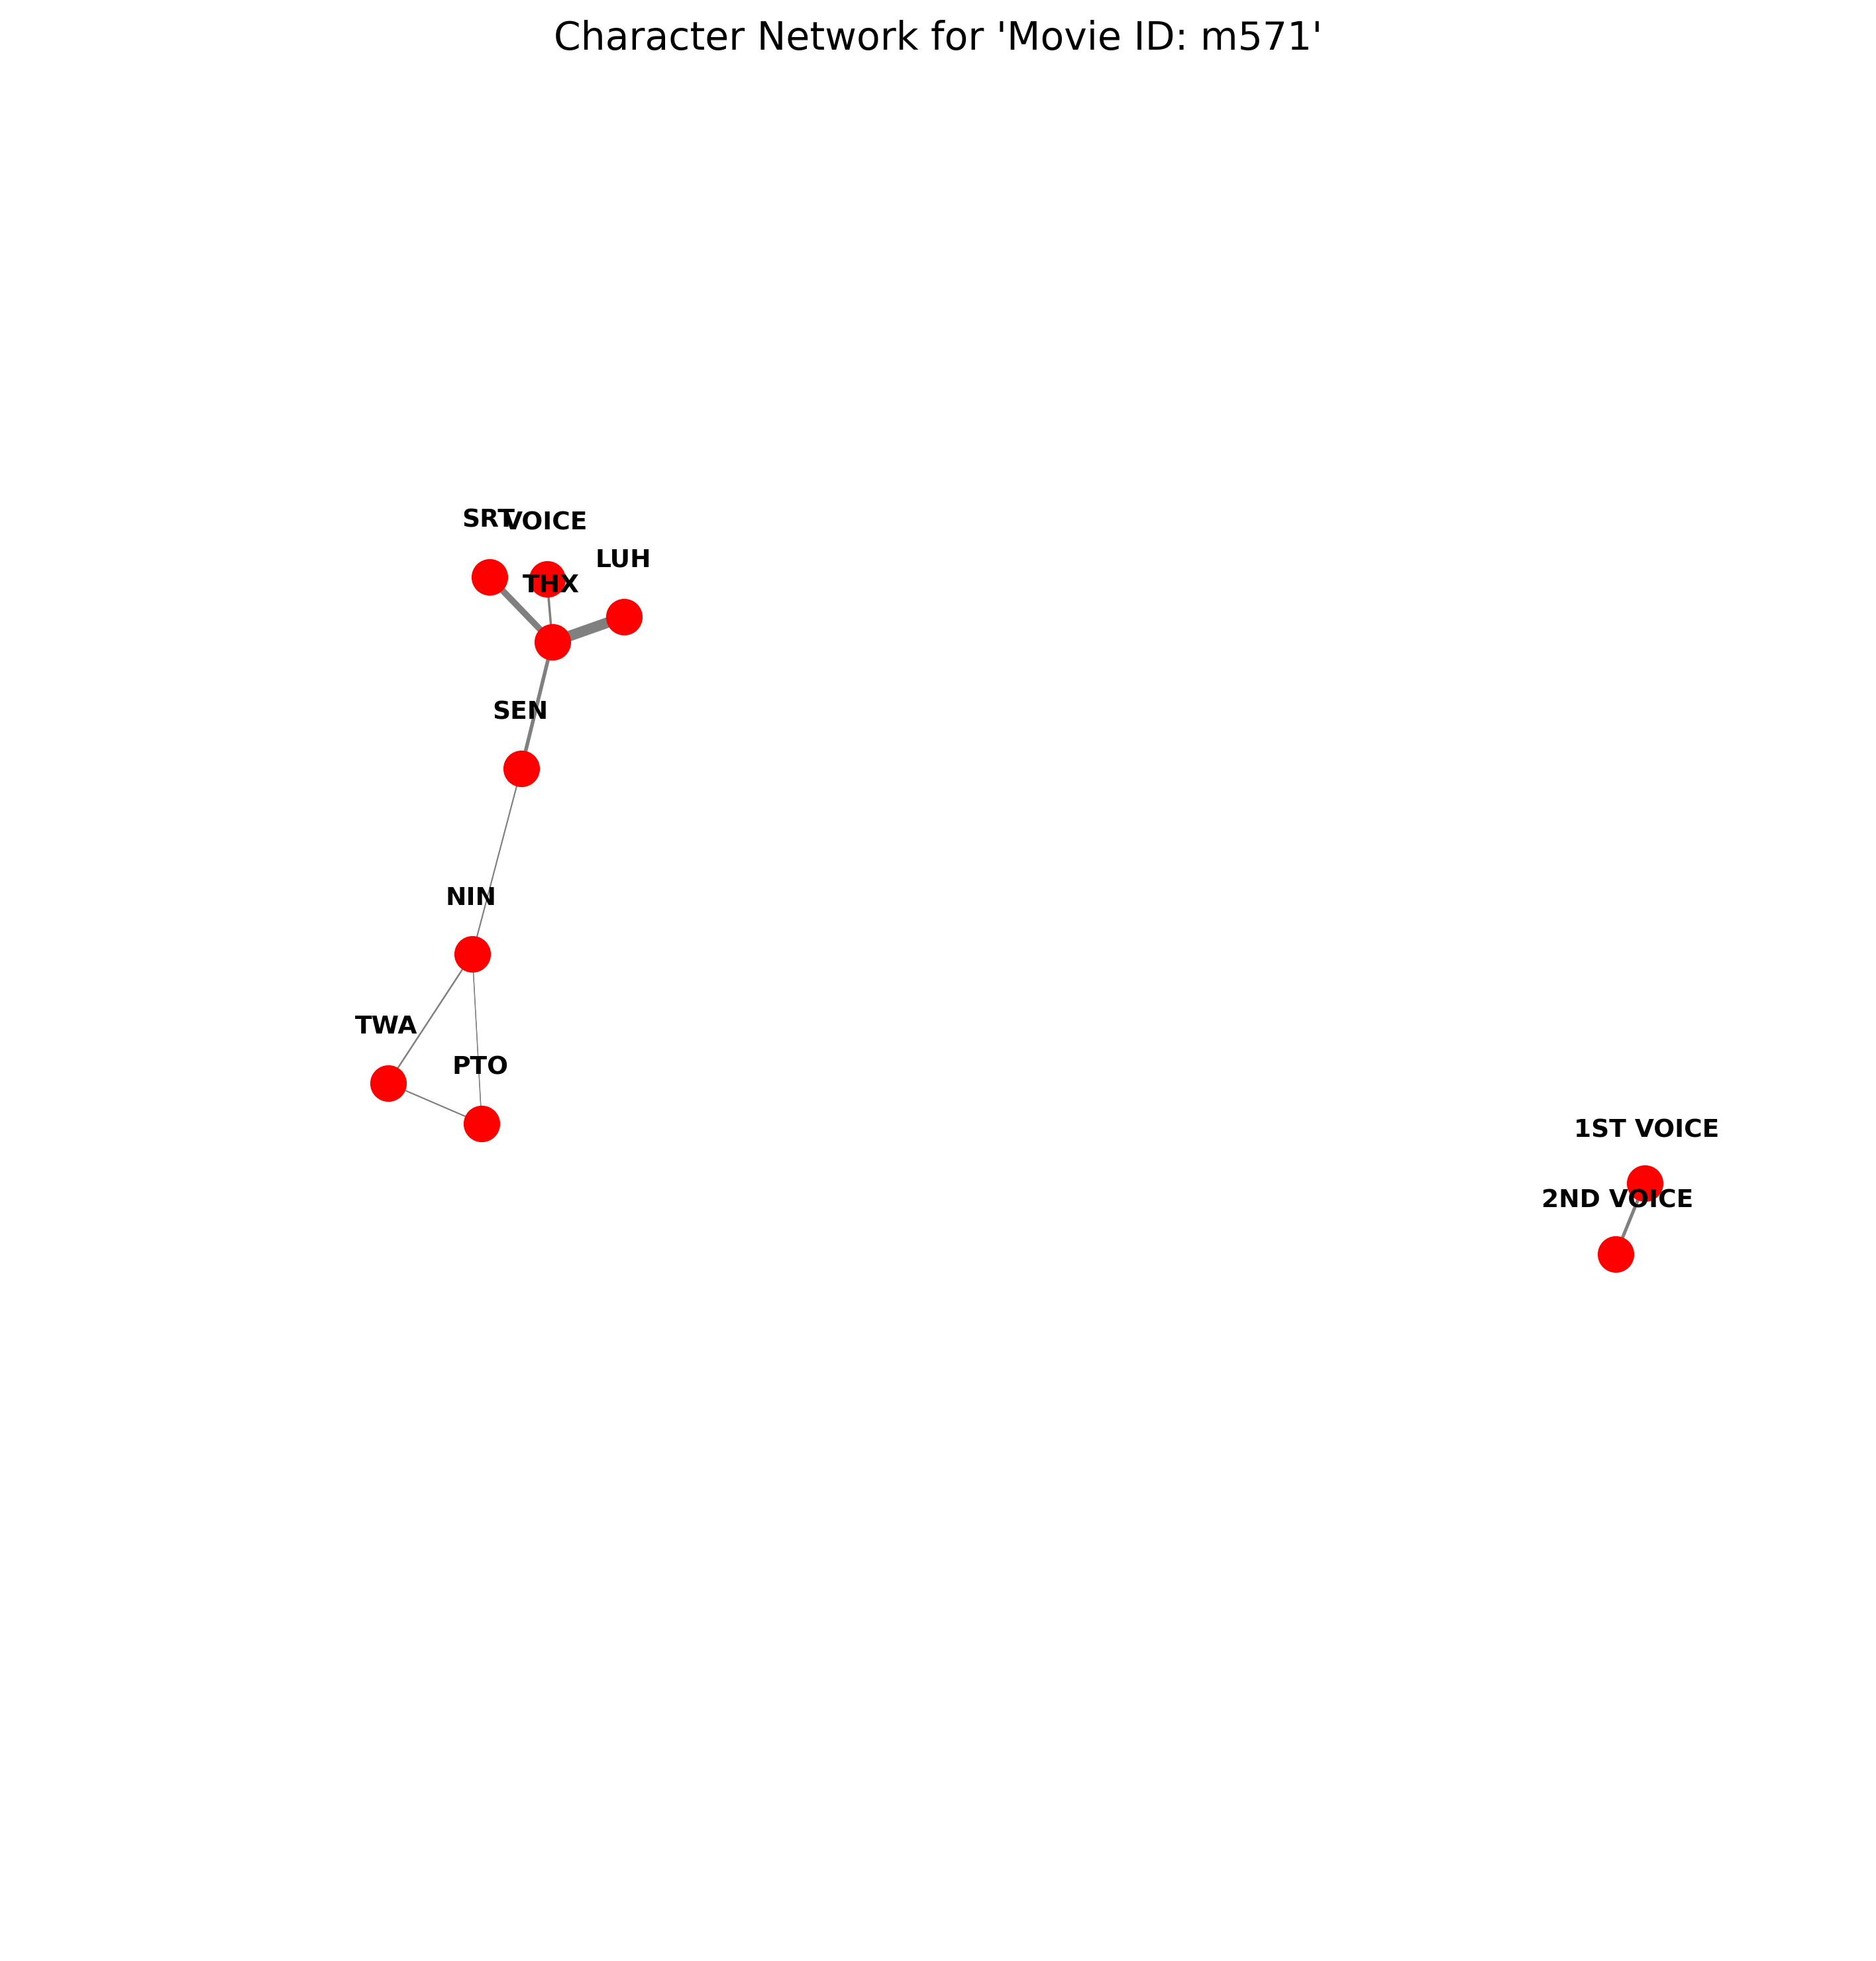 Character Network for 'Movie ID: m571'
SRT
VOICE
LUH
THX
SEN
NIN
TWA
PTO
1ST VOICE
2ND VOICE